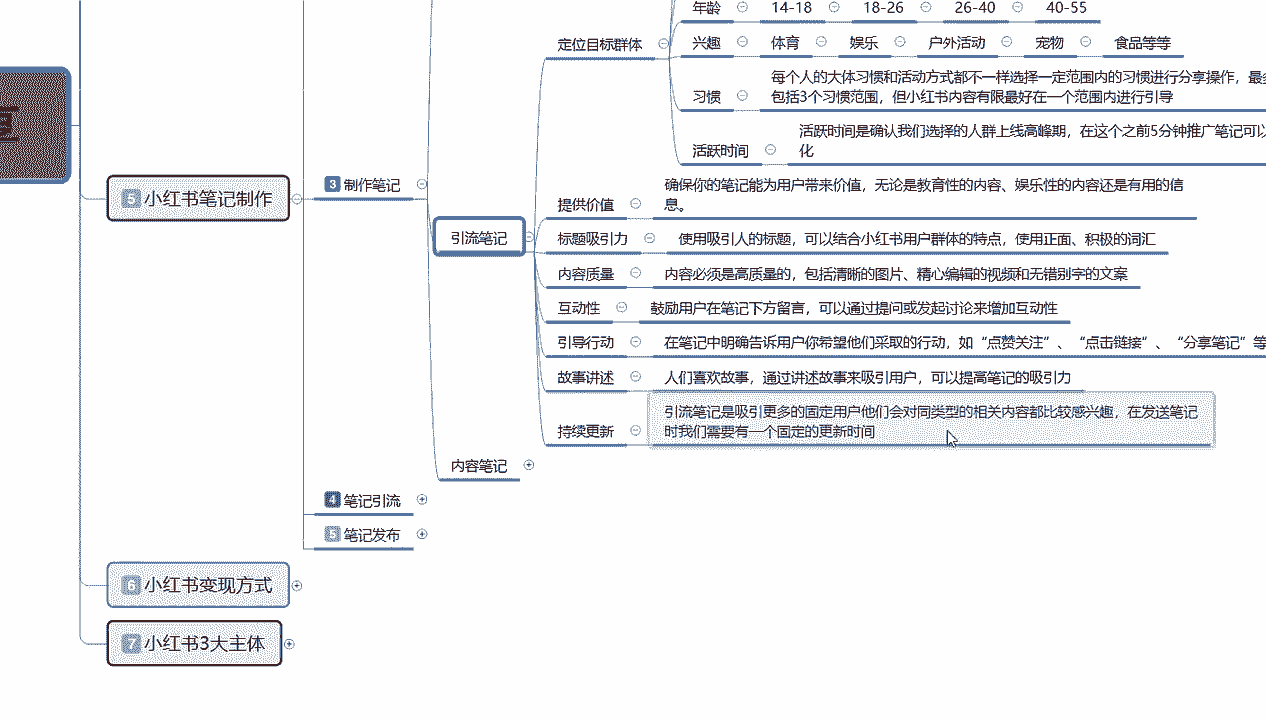 年龄 14-18 18-26 26-40 40-55
定位目标群体
兴趣 体育 娱乐 户外活动 宠物 食品等等
每个人的大体习惯和活动方式都不一样选择一定范围内的习惯进行分享操作，最
习惯
包括3个习惯范围，但小红书内容有限最好在一个范围内进行引导
活跃时间是确认我们选择的人群上线高峰期，在这个之前5分钟推广笔记可以
活跃时间
化
5 小红书笔记制作
3 制作笔记
确保你的笔记能为用户带来价值，无论是教育性的内容、娱乐性的内容还是有用的信
提供价值
息。
引流笔记
标题吸引力 使用吸引人的标题，可以结合小红书用户群体的特点，使用正面、积极的词汇
内容质量 内容必须是高质量的，包括清晰的图片、精心编辑的视频和无错别字的文案
互动性 鼓励用户在笔记下方留言，可以通过提问或发起讨论来增加互动性
引导行动 在笔记中明确告诉用户你希望他们采取的行动，如“点赞关注”、“点击链接”、“分享笔记”等
故事讲述 人们喜欢故事，通过讲述故事来吸引用户，可以提高笔记的吸引力
引流笔记是吸引更多的固定用户他们会对同类型的相关内容都比较感兴趣，在发送笔记
持续更新
时我们需要有一个固定的更新时间
内容笔记
4 笔记引流
5 笔记发布
6 小红书变现方式
7 小红书3大主体